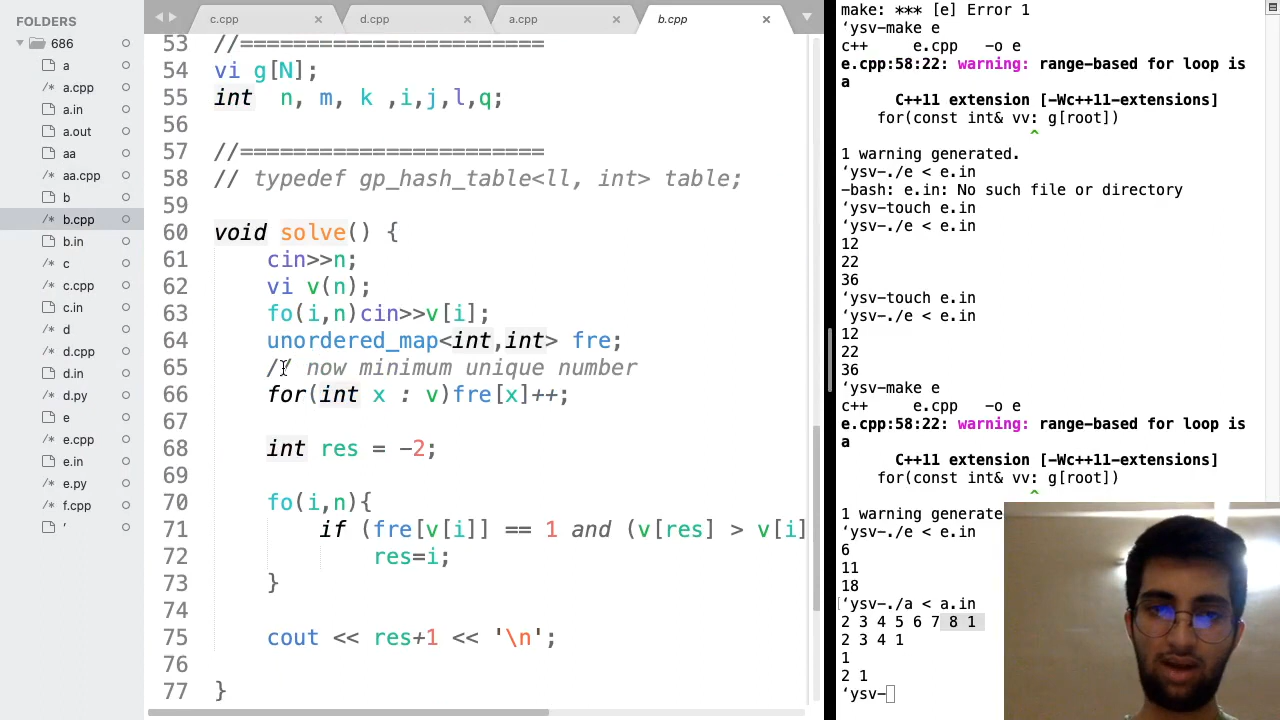 FOLDERS
686
a
a.cpp
a.in
a.out
aa
aa.cpp
b
b.cpp
b.in
c
c.cpp
c.in
d
d.cpp
d.in
d.py
e
e.cpp
e.in
e.py
f.cpp
'
c.cpp
d.cpp
a.cpp
b.cpp
53 //=======================
54 vi g[N];
55 int  n, m, k ,i,j,l,q;
56
57 //=======================
58 // typedef gp_hash_table<ll, int> table;
59
60 void solve() {
61 cin>>n;
62 vi v(n);
63 fo(i,n)cin>>v[i];
64 unordered_map<int,int> fre;
65 // now minimum unique number
66 for(int x : v)fre[x]++;
67
68 int res = -2;
69
70 fo(i,n){
71 if (fre[v[i]] == 1 and (v[res] > v[i]
72 res=i;
73 }
74
75 cout << res+1 << '\n';
76
77 }
make: *** [e] Error 1
‘ysv-make e
c++     e.cpp   -o e
e.cpp:58:22: warning: range-based for loop is
a
C++11 extension [-Wc++11-extensions]
for(const int& vv: g[root])
^
1 warning generated.
‘ysv-./e < e.in
-bash: e.in: No such file or directory
‘ysv-touch e.in
‘ysv-./e < e.in
12
22
36
‘ysv-touch e.in
‘ysv-./e < e.in
12
22
36
‘ysv-make e
c++     e.cpp   -o e
e.cpp:58:22: warning: range-based for loop is
a
C++11 extension [-Wc++11-extensions]
for(const int& vv: g[root])
^
1 warning generate
‘ysv-./e < e.in
6
11
18
‘ysv-./a < a.in
2 3 4 5 6 7 8 1
2 3 4 1
1
2 1
‘ysv-